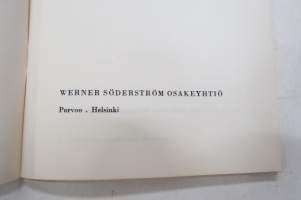 WERNER SÖDERSTRÖM OSAKEYHTIÖ
Porvoo . Helsinki